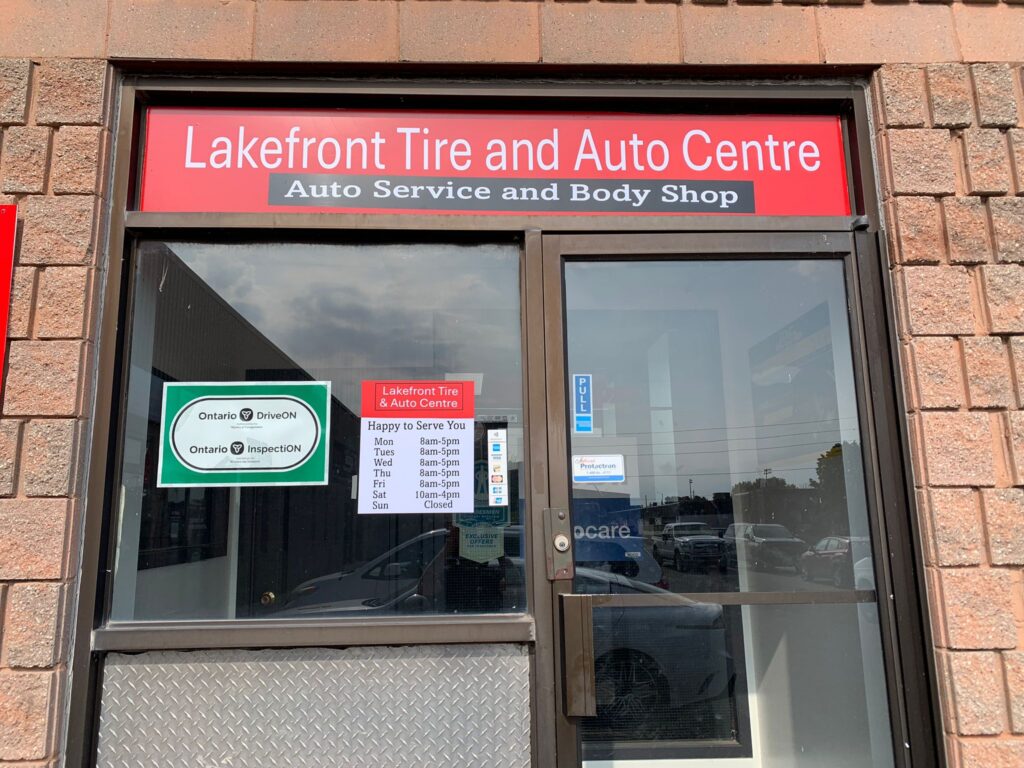 Lakefront Tire and Auto Centre
Auto Service and Body Shop
Ontario DriveON
Ontario InspectiON
Lakefront Tire
& Auto Centre
Happy to Serve You
Mon 8am-5pm
Tues 8am-5pm
Wed 8am-5pm
Thu 8am-5pm
Fri 8am-5pm
Sat 10am-4pm
Sun Closed
EXCLUSIVE
OFFERS
PULL
Protectron
ocare